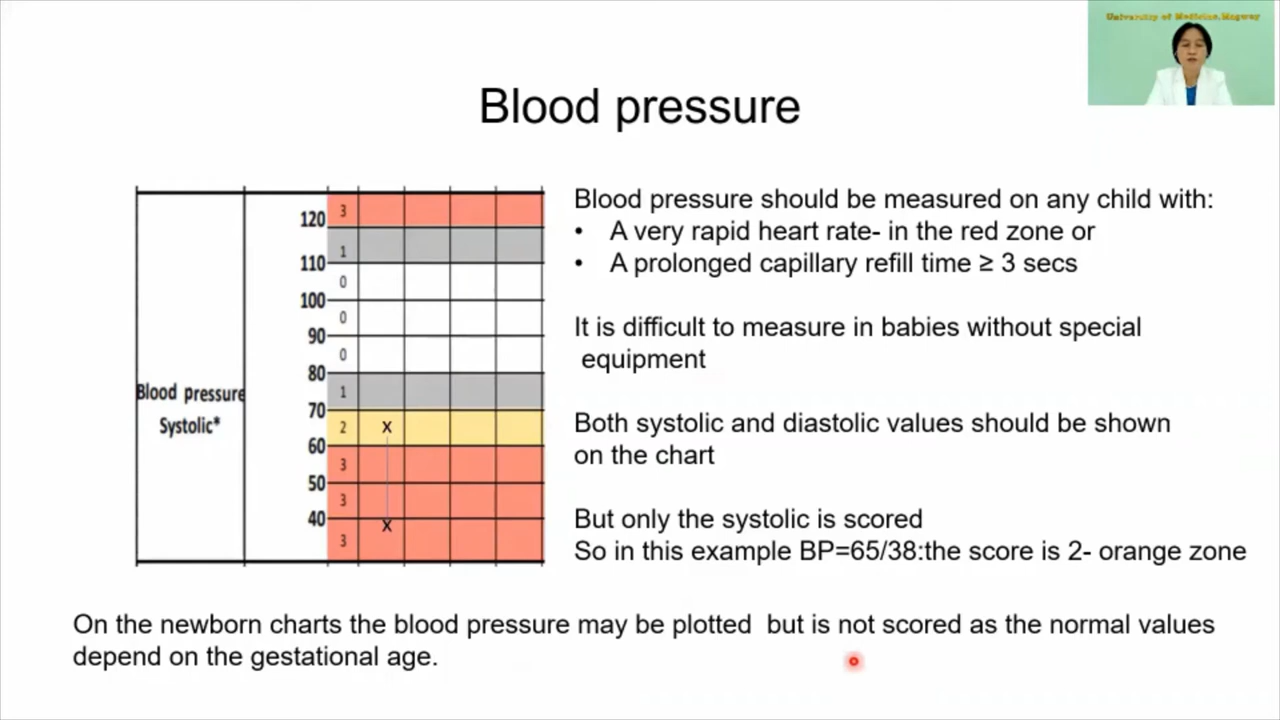 University of Medicine, Magway
Blood pressure
Blood pressure
Systolic*
120
110
100
90
80
70
60
50
40
3
1
0
0
0
1
2
3
3
3
x
x
Blood pressure should be measured on any child with:
• A very rapid heart rate- in the red zone or
• A prolonged capillary refill time ≥ 3 secs
It is difficult to measure in babies without special
equipment
Both systolic and diastolic values should be shown
on the chart
But only the systolic is scored
So in this example BP=65/38:the score is 2- orange zone
On the newborn charts the blood pressure may be plotted but is not scored as the normal values
depend on the gestational age.